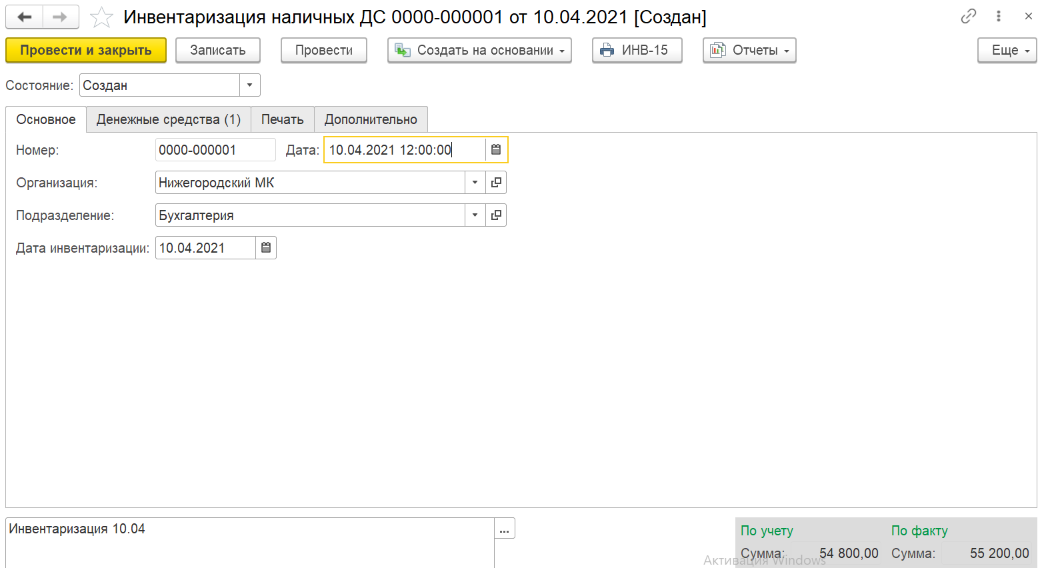 Инвентаризация наличных ДС 0000-000001 от 10.04.2021 [Создан]
Провести и закрыть Записать Провести Создать на основании ИНВ-15 Отчеты Еще
Состояние: Создан
Основное Денежные средства (1) Печать Дополнительно
Номер: 0000-000001 Дата: 10.04.2021 12:00:00
Организация: Нижегородский МК
Подразделение: Бухгалтерия
Дата инвентаризации: 10.04.2021
Инвентаризация 10.04 ...
По учету По факту
Сумма: 54 800,00 Сумма: 55 200,00
Активация Windows